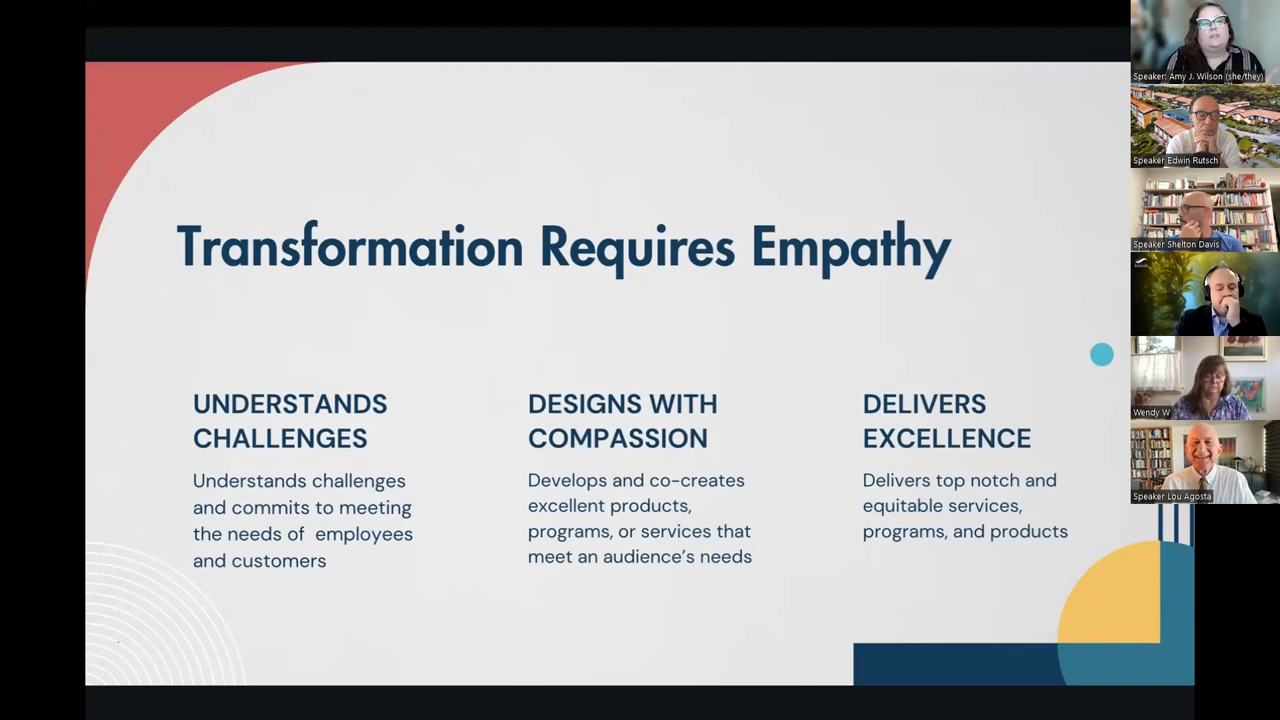 Transformation Requires Empathy
UNDERSTANDS
CHALLENGES
Understands challenges
and commits to meeting
the needs of employees
and customers
DESIGNS WITH
COMPASSION
Develops and co-creates
excellent products,
programs, or services that
meet an audience's needs
DELIVERS
EXCELLENCE
Delivers top notch and
equitable services,
programs, and products
Speaker: Amy J. Wilson (she/they)
Speaker Edwin Rutsch
Speaker Shelton Davis
Wendy W
Speaker Lou Agosta